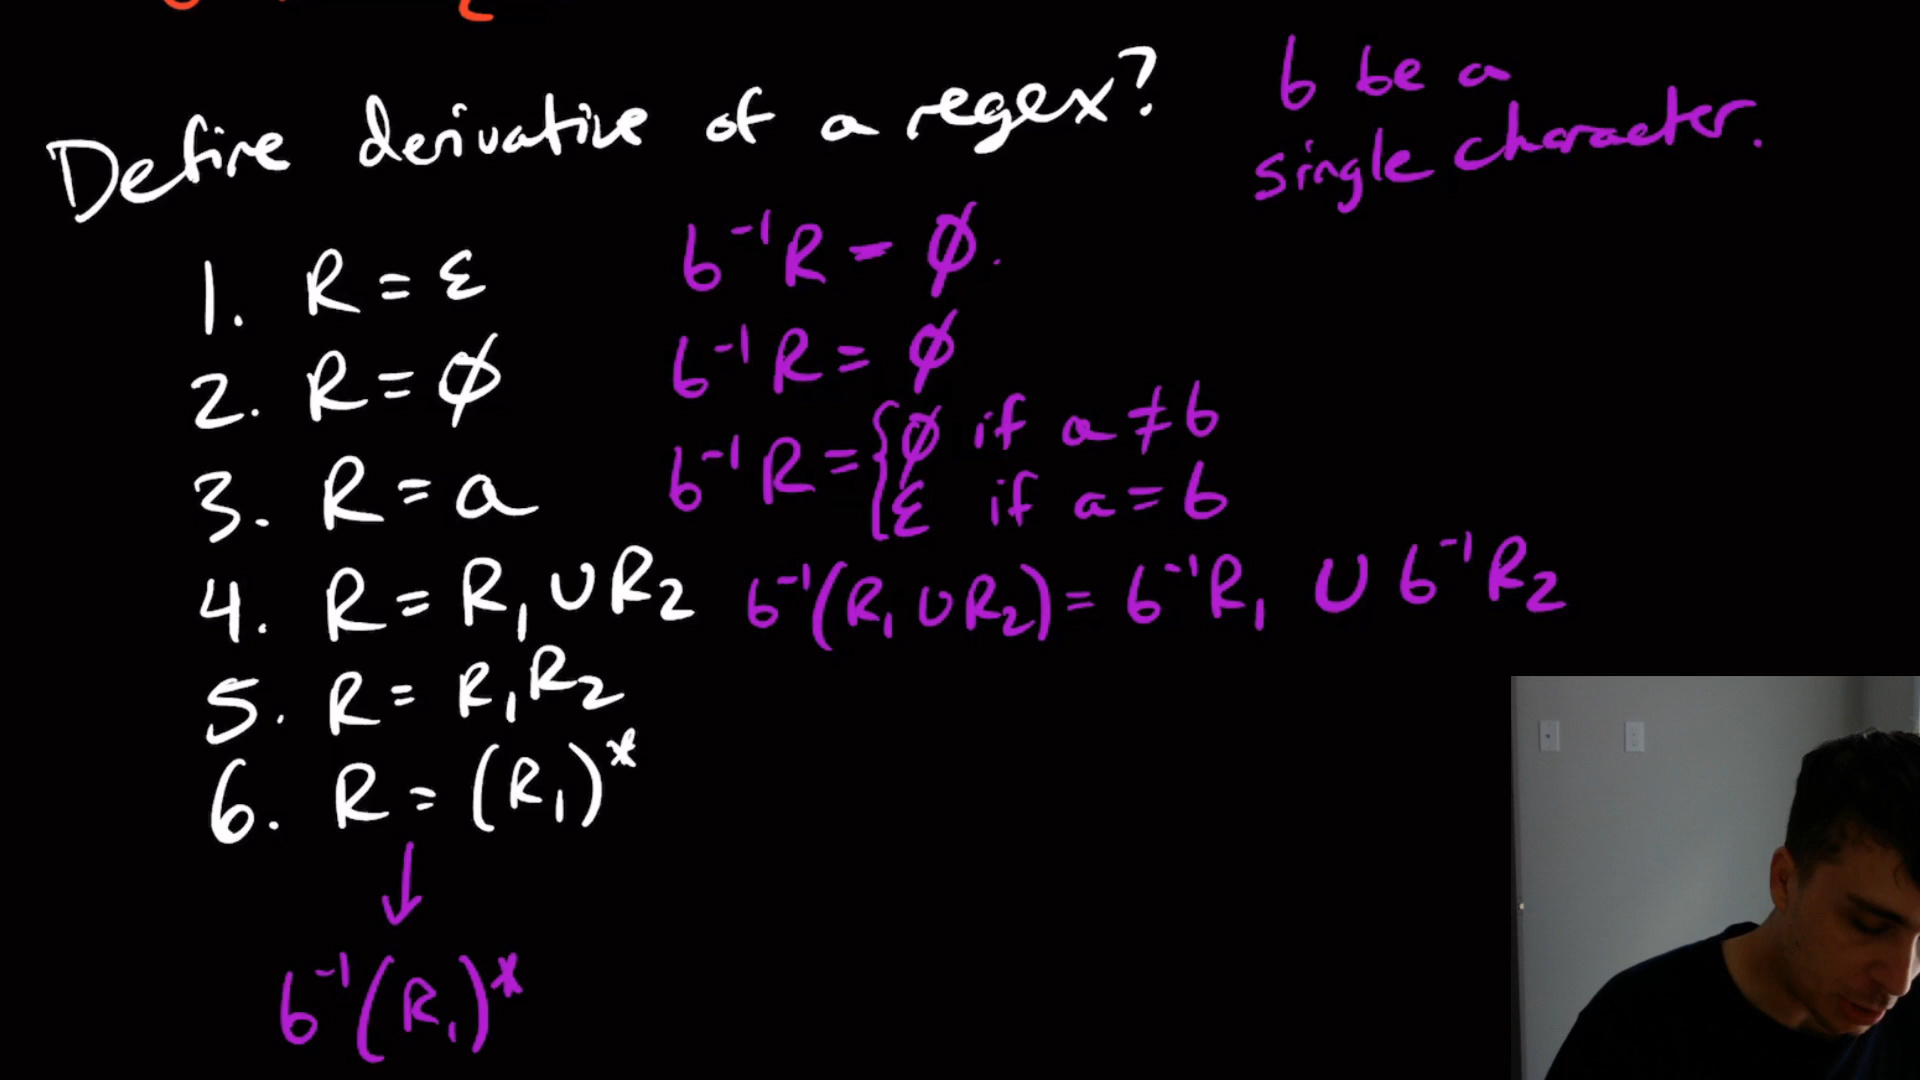 Define derivative of a regex?
b be a
single character.
1. R = ε b⁻¹R = ∅.
2. R = ∅ b⁻¹R = ∅
3. R = a b⁻¹R = { ∅ if a ≠ b
ε if a = b
4. R = R₁ ∪ R₂ b⁻¹(R₁ ∪ R₂) = b⁻¹R₁ ∪ b⁻¹R₂
5. R = R₁R₂
6. R = (R₁)*
↓
b⁻¹(R₁)*